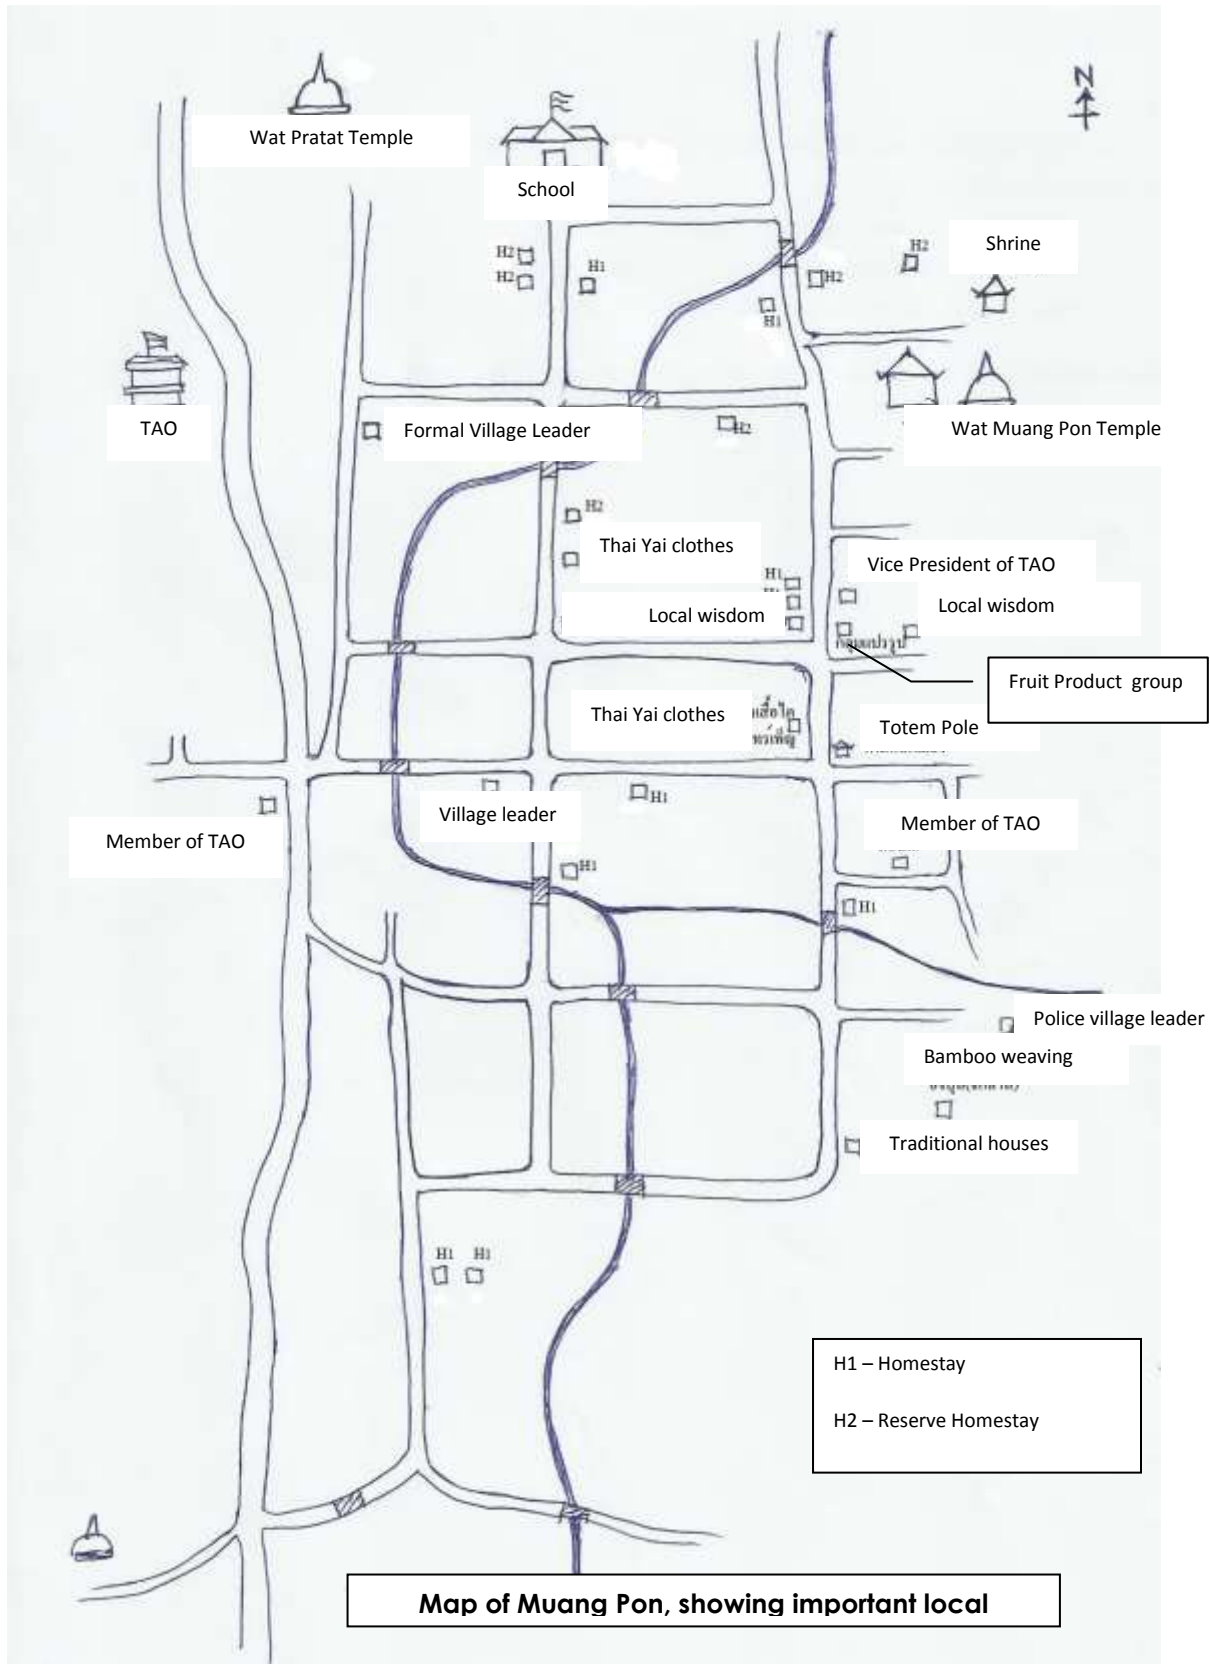 N
Wat Pratat Temple
School
H2
H2
H1
H2
Shrine
H2
H1
TAO
Formal Village Leader
H2
Wat Muang Pon Temple
H2
Thai Yai clothes
H1
Vice President of TAO
Local wisdom
Local wisdom
Fruit Product group
Thai Yai clothes
Totem Pole
Member of TAO
Village leader
H1
Member of TAO
H1
H1
Police village leader
Bamboo weaving
Traditional houses
H1 H1
H1 – Homestay
H2 – Reserve Homestay
Map of Muang Pon, showing important local